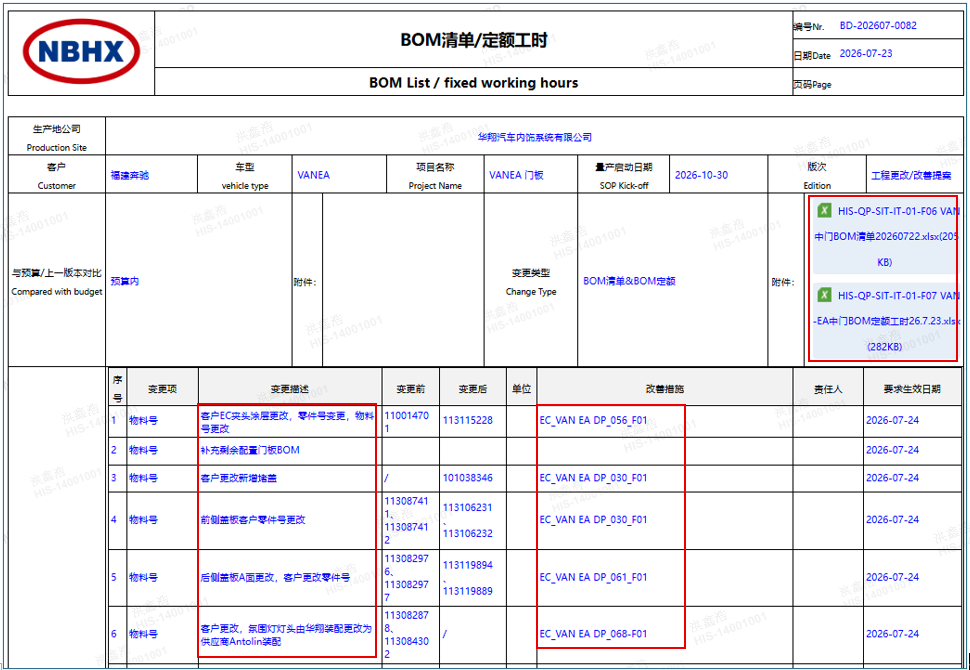 NBHX
BOM清单/定额工时
BOM List / fixed working hours
编号Nr.
BD-202607-0082
日期Date
2026-07-23
页码Page
生产地公司
Production Site
华翔汽车内饰系统有限公司
客户
Customer
福建奔驰
车型
vehicle type
VANEA
项目名称
Project Name
VANEA 门板
量产启动日期
SOP Kick-off
2026-10-30
版次
Edition
工程更改/改善提案
与预算/上一版本对比
Compared with budget
预算内
附件：
变更类型
Change Type
BOM清单&BOM定额
附件：
HIS-QP-SIT-IT-01-F06 VAN
中门BOM清单20260722.xlsx(205
KB)
HIS-QP-SIT-IT-01-F07 VAN
-EA中门BOM定额工时26.7.23.xlsx
(282KB)
序
号
变更项
变更描述
变更前
变更后
单位
改善措施
责任人
要求生效日期
1
物料号
客户EC夹头涂层更改，零件号变更，物料
号更改
11001470
1
113115228
EC_VAN EA DP_056_F01
2026-07-24
2
物料号
补充剩余配置门板BOM
2026-07-24
3
物料号
客户更改新增堵盖
/
101038346
EC_VAN EA DP_030_F01
2026-07-24
4
物料号
前侧盖板客户零件号更改
11308741
1、
11308741
2
113106231
、
113106232
EC_VAN EA DP_030_F01
2026-07-24
5
物料号
后侧盖板A面更改，客户更改零件号
11308297
6、
11308297
7
113119894
、
113119889
EC_VAN EA DP_061_F01
2026-07-24
6
物料号
客户更改，氛围灯灯头由华翔装配更改为
供应商Antolin装配
11308287
8、
11308430
2
/
EC_VAN EA DP_068-F01
2026-07-24